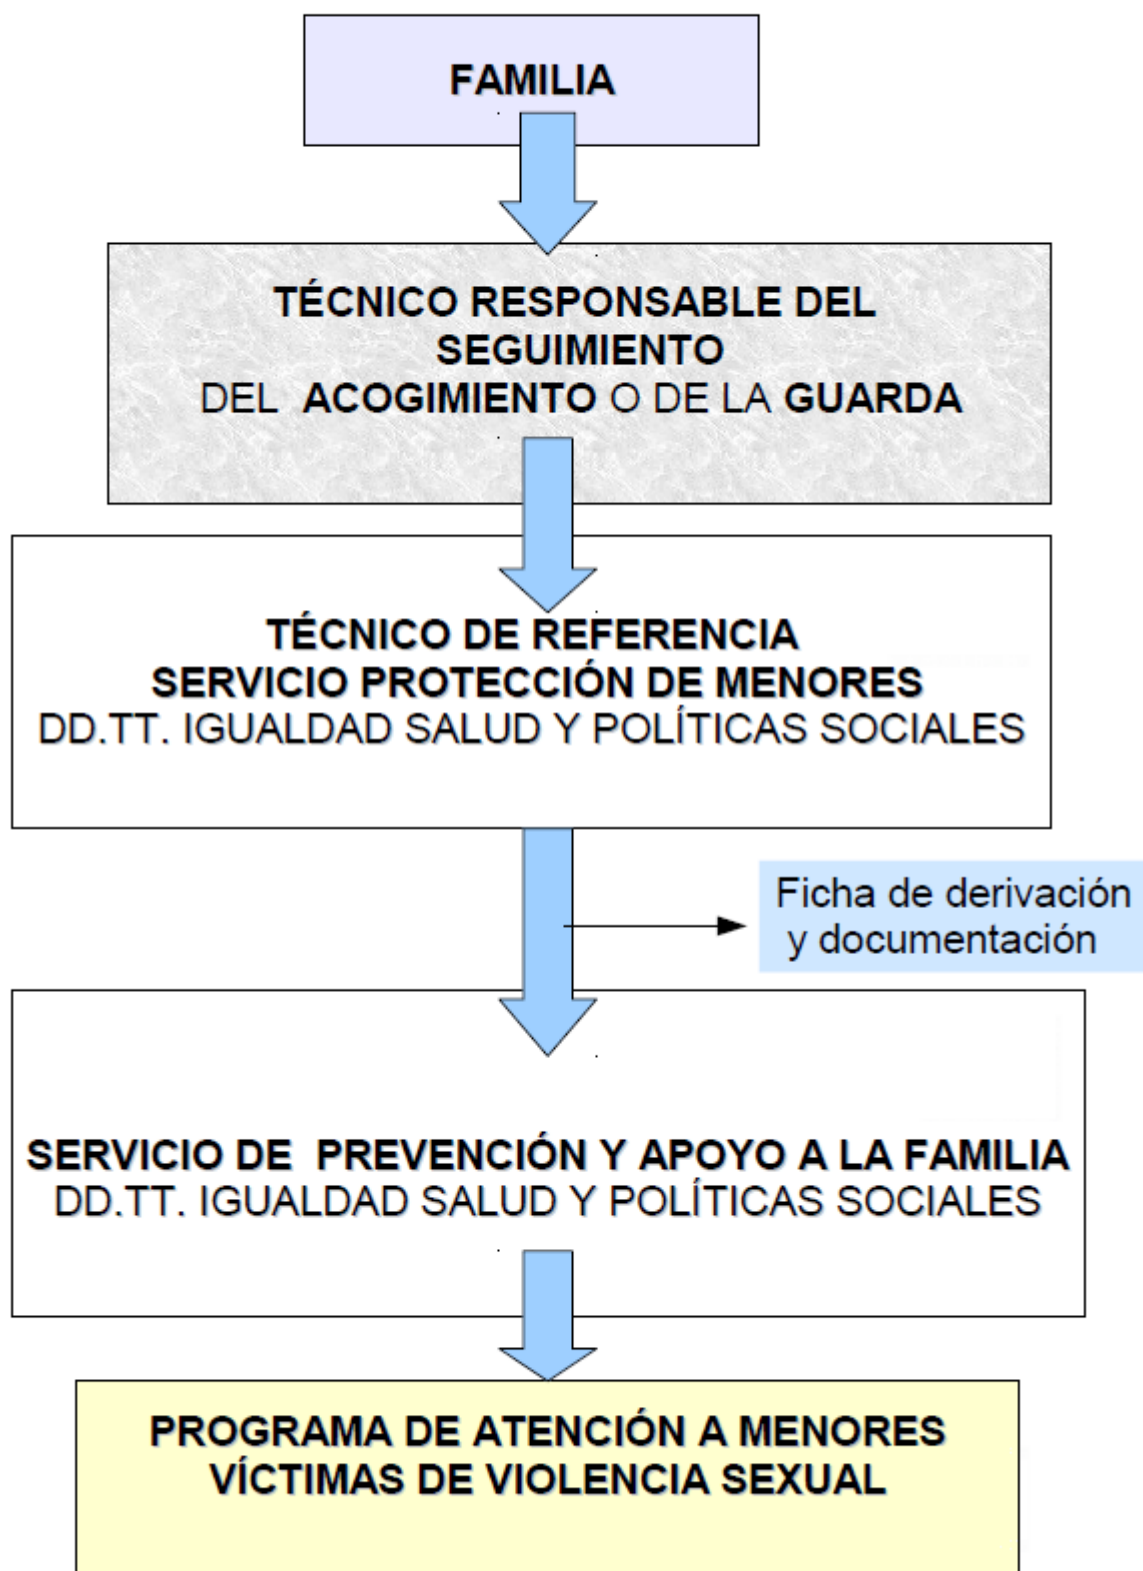 FAMILIA
TÉCNICO RESPONSABLE DEL
SEGUIMIENTO
DEL ACOGIMIENTO O DE LA GUARDA
TÉCNICO DE REFERENCIA
SERVICIO PROTECCIÓN DE MENORES
DD.TT. IGUALDAD SALUD Y POLÍTICAS SOCIALES
Ficha de derivación
y documentación
SERVICIO DE PREVENCIÓN Y APOYO A LA FAMILIA
DD.TT. IGUALDAD SALUD Y POLÍTICAS SOCIALES
PROGRAMA DE ATENCIÓN A MENORES
VÍCTIMAS DE VIOLENCIA SEXUAL